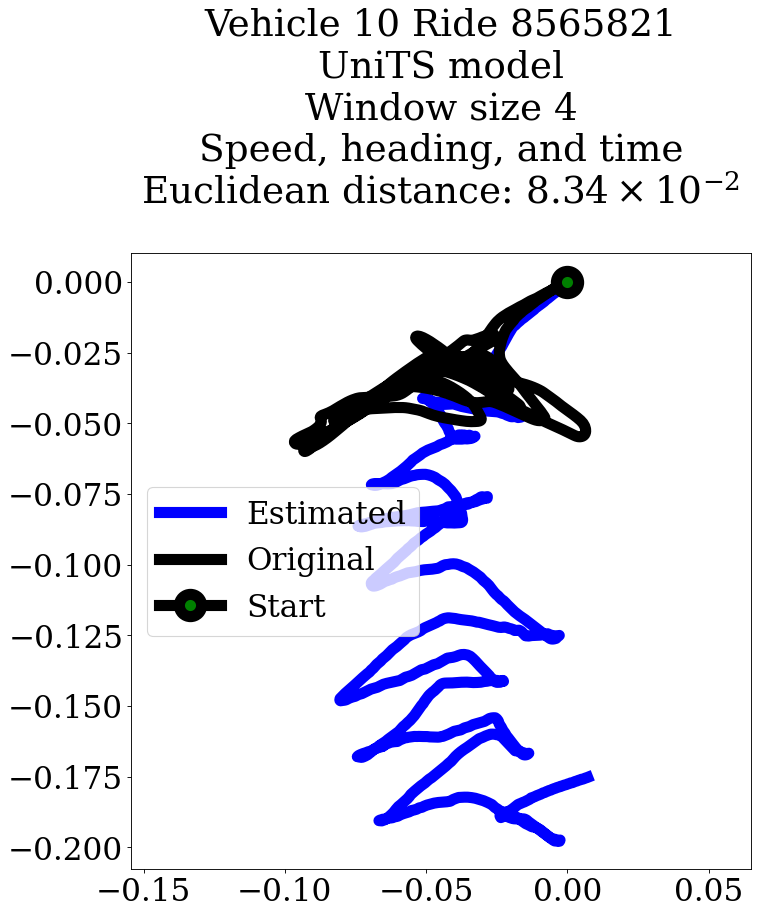 Vehicle 10 Ride 8565821
UniTS model
Window size 4
Speed, heading, and time
Euclidean distance: 8.34 × 10⁻²
0.000
−0.025
−0.050
−0.075
−0.100
−0.125
−0.150
−0.175
−0.200
Estimated
Original
Start
−0.15 −0.10 −0.05 0.00 0.05